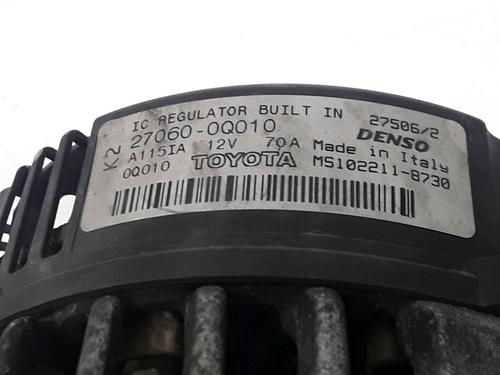 IC REGULATOR BUILT IN 27506/2
K2 27060-0Q010 DENSO
A115IA 12V 70A Made in Italy
0Q010 TOYOTA MS102211-8730